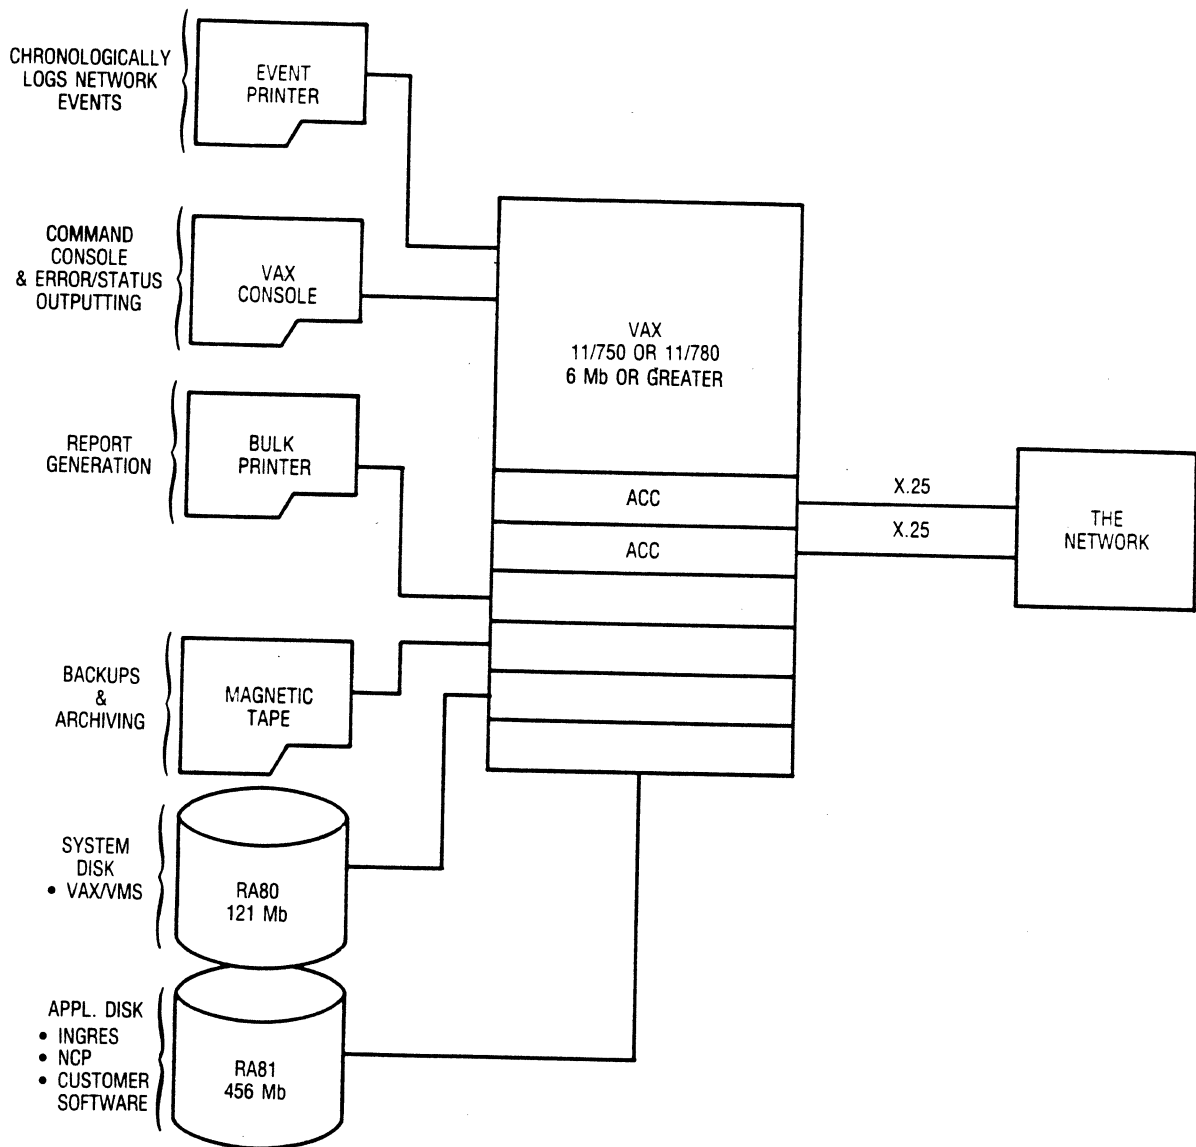 CHRONOLOGICALLY
LOGS NETWORK
EVENTS
EVENT
PRINTER
COMMAND
CONSOLE
& ERROR/STATUS
OUTPUTTING
VAX
CONSOLE
REPORT
GENERATION
BULK
PRINTER
BACKUPS
&
ARCHIVING
MAGNETIC
TAPE
SYSTEM
DISK
• VAX/VMS
RA80
121 Mb
APPL. DISK
• INGRES
• NCP
• CUSTOMER
SOFTWARE
RA81
456 Mb
VAX
11/750 OR 11/780
6 Mb OR GREATER
ACC
ACC
X.25
X.25
THE
NETWORK